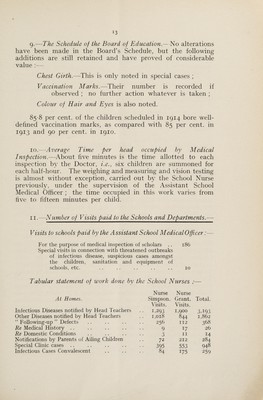 13
9.—The Schedule of the Board of Education.—No alterations
have been made in the Board's Schedule, but the following
additions are still retained and have proved of considerable
value :—
Chest Girth.—This is only noted in special cases ;
Vaccination Marks.—Their number is recorded if
observed ; no further action whatever is taken ;
Colour of Hair and Eyes is also noted.
85·8 per cent. of the children scheduled in 1914 bore well-
defined vaccination marks, as compared with 85 per cent. in
1913 and 90 per cent. in 1910.
10.—Average Time per head occupied by Medical
Inspection.—About five minutes is the time allotted to each
inspection by the Doctor, i.e., six children are summoned for
each half-hour. The weighing and measuring and vision testing
is almost without exception, carried out by the School Nurse
previously, under the supervision of the Assistant School
Medical Officer ; the time occupied in this work varies from
five to fifteen minutes per child.
11.—Number of Visits paid to the Schools and Departments.—
Visits to schools paid by the Assistant School Medical Officer :—
For the purpose of medical inspection of scholars .. 186
Special visits in connection with threatened outbreaks
of infectious disease, suspicious cases amongst
the children, sanitation and equipment of
schools, etc. .. .. .. .. .. 10
Tabular statement of work done by the School Nurses :—
Nurse Nurse
At Homes. Simpson. Grant. Total.
Visits. Visits.
Infectious Diseases notified by Head Teachers .. 1,293 1,900 3,193
Other Diseases notified by Head Teachers .. 1,018 844 1,862
" Following-up " Defects .. .. .. .. 256 112 368
Re Medical History .. .. .. .. .. 9 17 26
Re Domestic Conditions .. .. .. .. 3 11 14
Notifications by Parents of Ailing Children .. 72 212 284
Special Clinic cases .. .. .. .. .. 395 553 948
Infectious Cases Convalescent .. .. .. 84 175 259